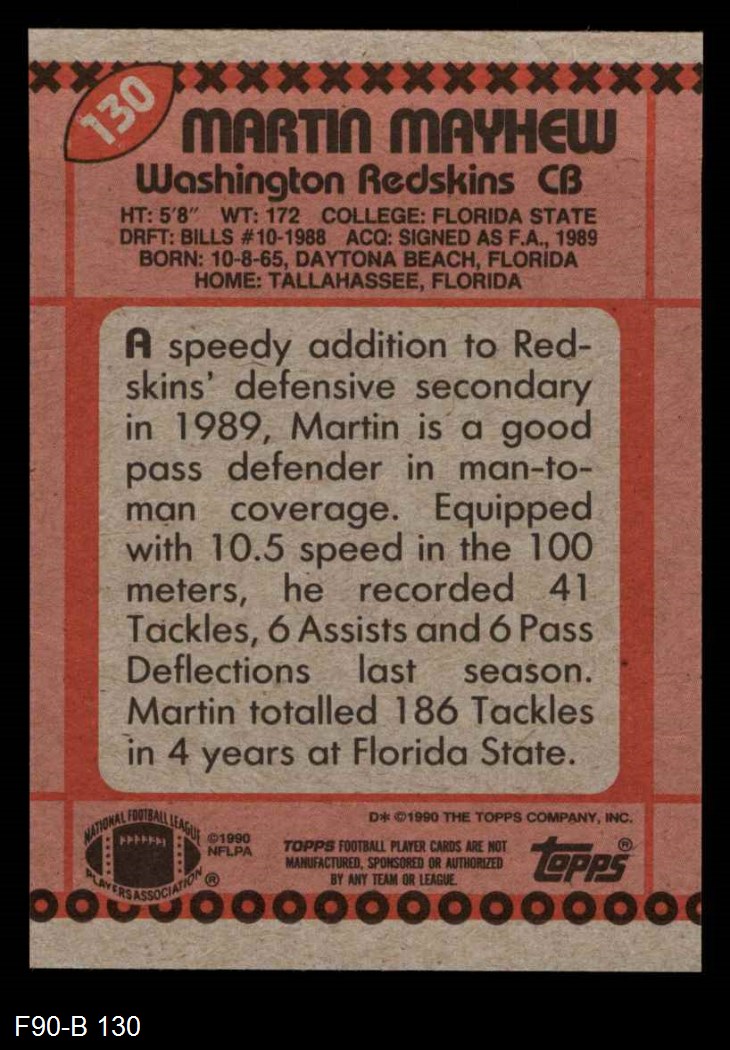 130
MARTIN MAYHEW
Washington Redskins CB
HT: 5'8" WT: 172 COLLEGE: FLORIDA STATE
DRFT: BILLS #10-1988 ACQ: SIGNED AS F.A., 1989
BORN: 10-8-65, DAYTONA BEACH, FLORIDA
HOME: TALLAHASSEE, FLORIDA
A speedy addition to Red-
skins' defensive secondary
in 1989, Martin is a good
pass defender in man-to-
man coverage. Equipped
with 10.5 speed in the 100
meters, he recorded 41
Tackles, 6 Assists and 6 Pass
Deflections last season.
Martin totalled 186 Tackles
in 4 years at Florida State.
D* ©1990 THE TOPPS COMPANY, INC.
NATIONAL FOOTBALL LEAGUE
PLAYERS ASSOCIATION ®
©1990
NFLPA
TOPPS FOOTBALL PLAYER CARDS ARE NOT
MANUFACTURED, SPONSORED OR AUTHORIZED
BY ANY TEAM OR LEAGUE.
topps®
F90-B 130